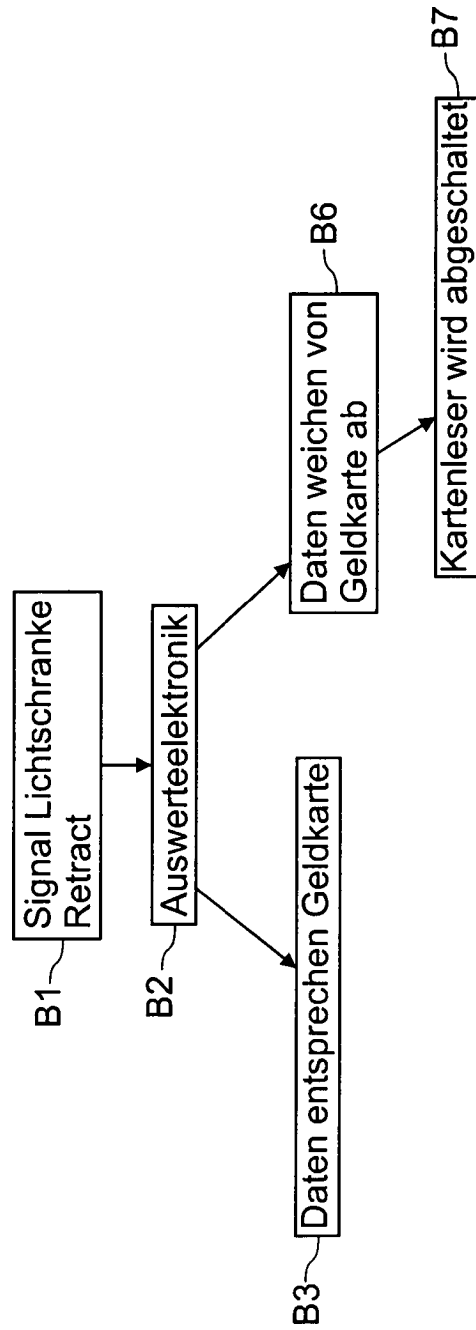 B1
Signal Lichtschranke
Retract
B2
Auswerteelektronik
B3
Daten entsprechen Geldkarte
B6
Daten weichen von
Geldkarte ab
B7
Kartenleser wird abgeschaltet